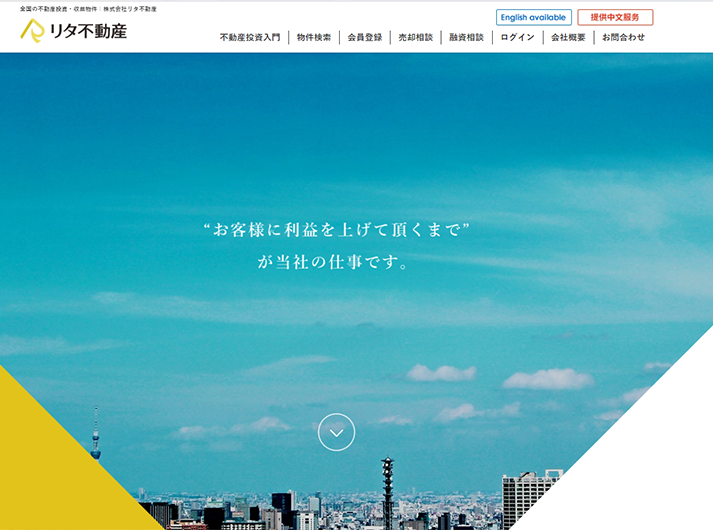 全国の不動産投資・収益物件:株式会社リタ不動産
リタ不動産
English available
提供中文服务
不動産投資入門 物件検索 会員登録 売却相談 融資相談 ログイン 会社概要 お問合わせ
“お客様に利益を上げて頂くまで”
が当社の仕事です。